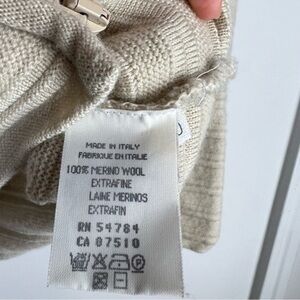 MADE IN ITALY
FABRIQUE EN ITALIE
100% MERINO WOOL
EXTRAFINE
LAINE MERINOS
EXTRAFIN
RN 54784
CA 07510